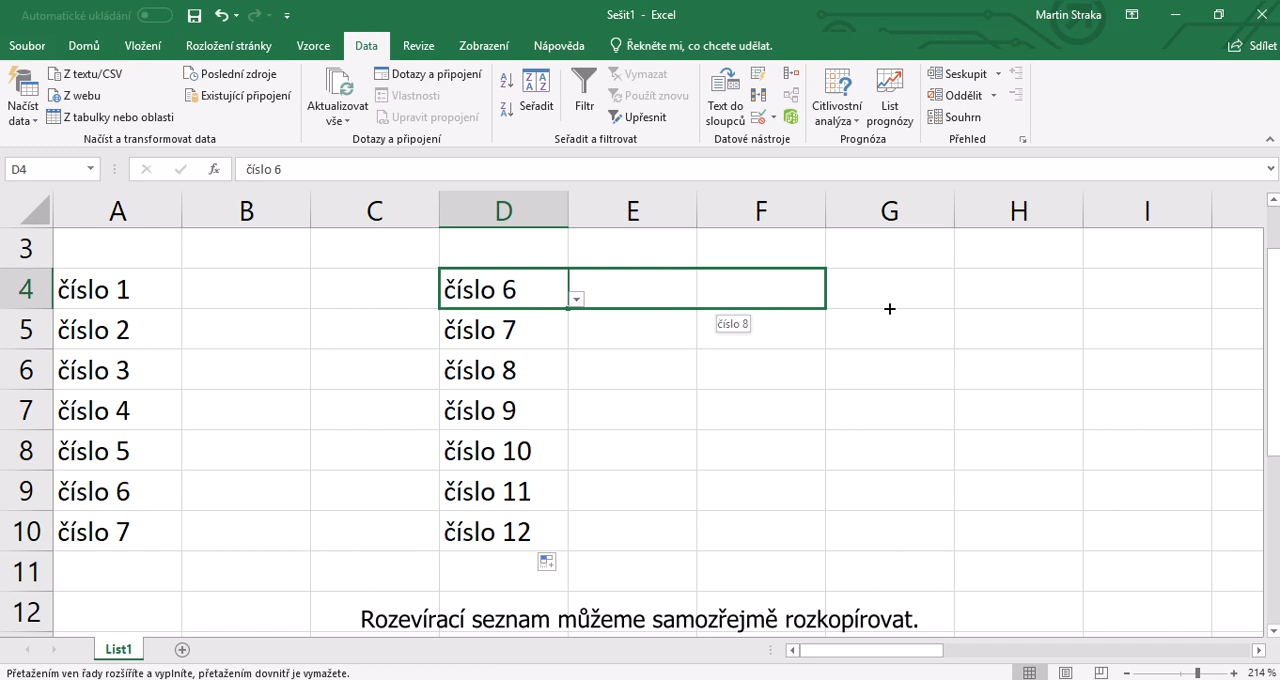 Automatické ukládání
Sešit1 - Excel
Martin Straka
Soubor Domů Vložení Rozložení stránky Vzorce Data Revize Zobrazení Nápověda Řekněte mi, co chcete udělat. Sdílet
Načíst data
Z textu/CSV
Z webu
Z tabulky nebo oblasti
Poslední zdroje
Existující připojení
Načíst a transformovat data
Aktualizovat vše
Dotazy a připojení
Vlastnosti
Upravit propojení
Dotazy a připojení
Seřadit
Filtr
Vymazat
Použít znovu
Upřesnit
Seřadit a filtrovat
Text do sloupců
Datové nástroje
Citlivostní analýza
List prognózy
Prognóza
Seskupit
Oddělit
Souhrn
Přehled
D4 fx číslo 6
A B C D E F G H I
3
4 číslo 1 číslo 6
5 číslo 2 číslo 7
číslo 8
6 číslo 3 číslo 8
7 číslo 4 číslo 9
8 číslo 5 číslo 10
9 číslo 6 číslo 11
10 číslo 7 číslo 12
11
12
Rozevírací seznam můžeme samozřejmě rozkopírovat.
List1
Přetažením ven řady rozšíříte a vyplníte, přetažením dovnitř je vymažete.
214 %